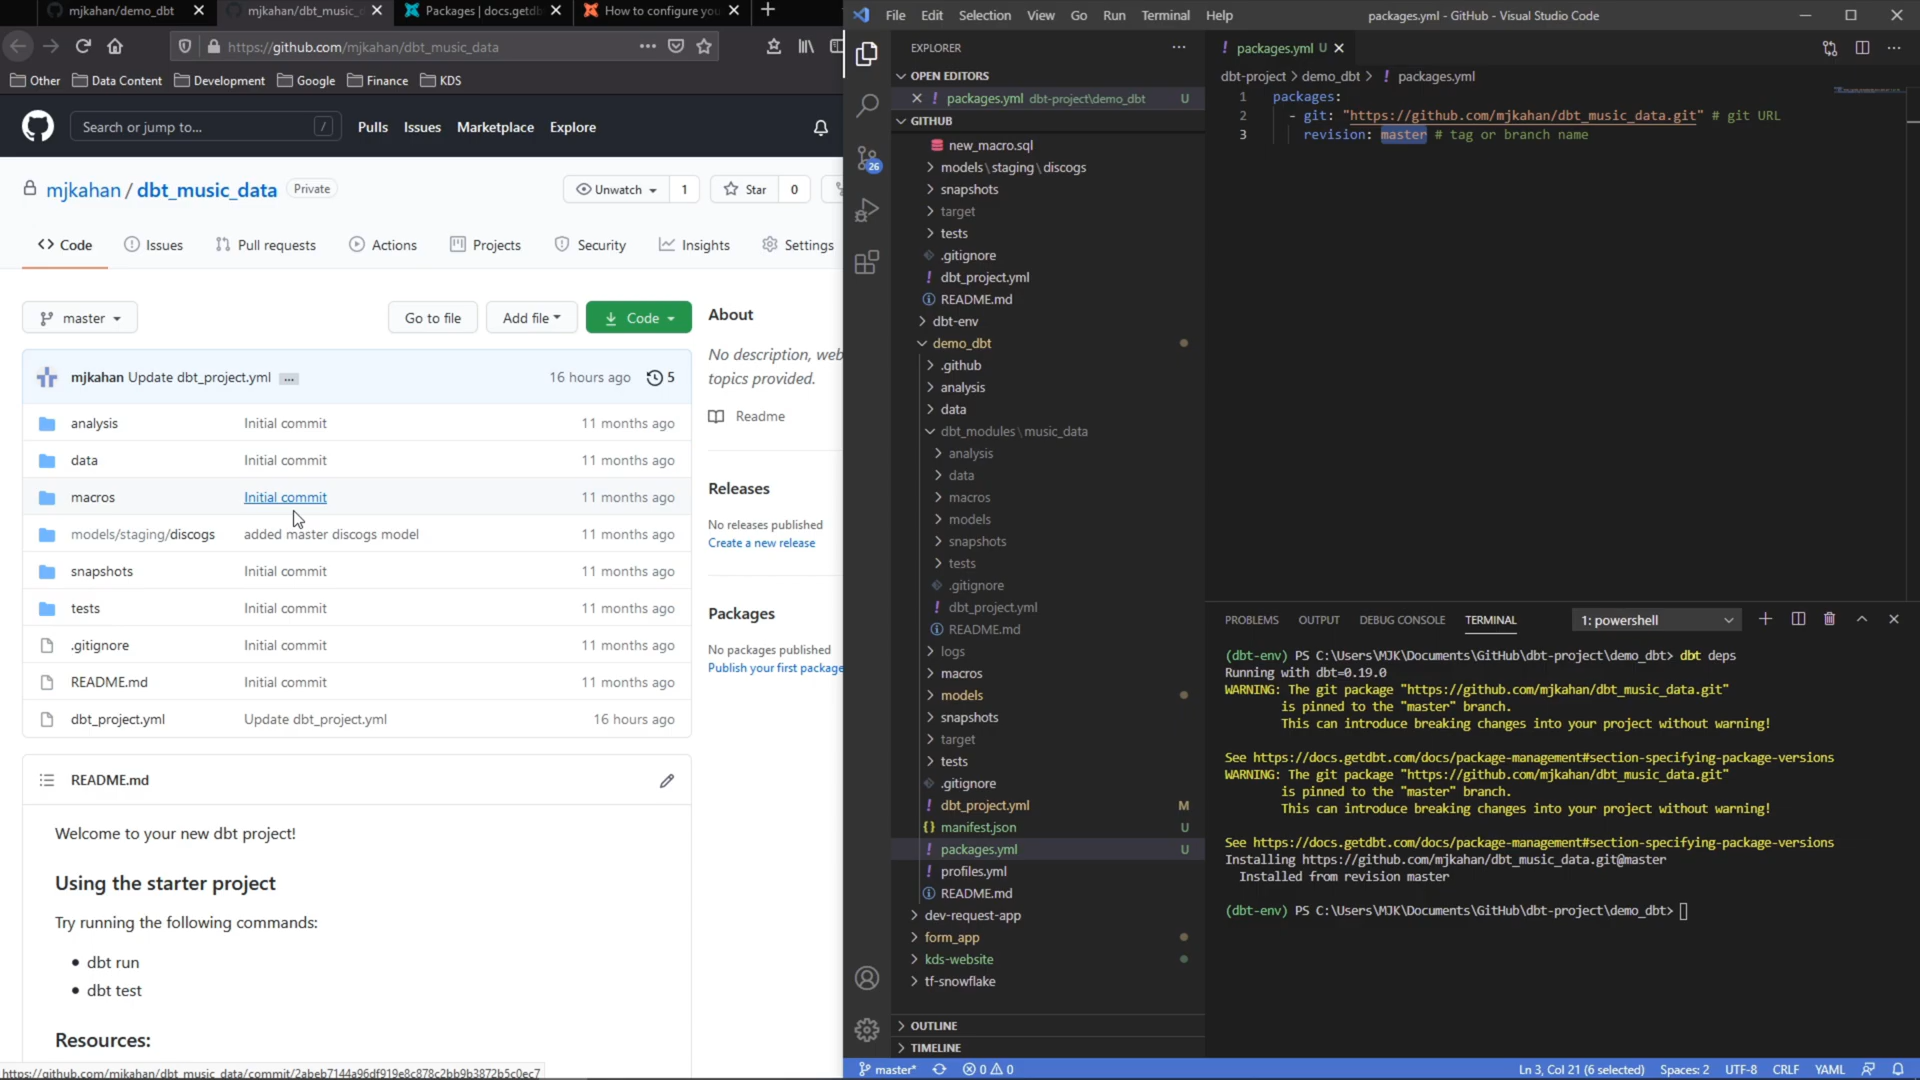 mjkahan/demo_dbt
mjkahan/dbt_music_
Packages | docs.getdb
How to configure you
https://github.com/mjkahan/dbt_music_data
Other
Data Content
Development
Google
Finance
KDS
Search or jump to...
/
Pulls
Issues
Marketplace
Explore
mjkahan / dbt_music_data
Private
Unwatch
1
Star
0
Code
Issues
Pull requests
Actions
Projects
Security
Insights
Settings
master
Go to file
Add file
Code
mjkahan Update dbt_project.yml ...
16 hours ago
5
analysis Initial commit 11 months ago
data Initial commit 11 months ago
macros Initial commit 11 months ago
models/staging/discogs added master discogs model 11 months ago
snapshots Initial commit 11 months ago
tests Initial commit 11 months ago
.gitignore Initial commit 11 months ago
README.md Initial commit 11 months ago
dbt_project.yml Update dbt_project.yml 16 hours ago
README.md
Welcome to your new dbt project!
Using the starter project
Try running the following commands:
• dbt run
• dbt test
Resources:
https://github.com/mjkahan/dbt_music_data/commit/2abeb7144a96df919e8c878c2bb9b3872b5c0ec7
About
No description, web
topics provided.
Readme
Releases
No releases published
Create a new release
Packages
No packages published
Publish your first package
File
Edit
Selection
View
Go
Run
Terminal
Help
packages.yml - GitHub - Visual Studio Code
26
EXPLORER
OPEN EDITORS
! packages.yml dbt-project\demo_dbt U
GITHUB
new_macro.sql
models\staging\discogs
snapshots
target
tests
.gitignore
! dbt_project.yml
README.md
dbt-env
demo_dbt
.github
analysis
data
dbt_modules\music_data
analysis
data
macros
models
snapshots
tests
.gitignore
! dbt_project.yml
README.md
logs
macros
models
snapshots
target
tests
.gitignore
! dbt_project.yml M
{} manifest.json U
! packages.yml U
! profiles.yml
README.md
dev-request-app
form_app
kds-website
tf-snowflake
OUTLINE
TIMELINE
! packages.yml U
dbt-project > demo_dbt > ! packages.yml
1 packages:
2 - git: "https://github.com/mjkahan/dbt_music_data.git" # git URL
3 revision: master # tag or branch name
PROBLEMS
OUTPUT
DEBUG CONSOLE
TERMINAL
1: powershell
(dbt-env) PS C:\Users\MJK\Documents\GitHub\dbt-project\demo_dbt> dbt deps
Running with dbt=0.19.0
WARNING: The git package "https://github.com/mjkahan/dbt_music_data.git"
is pinned to the "master" branch.
This can introduce breaking changes into your project without warning!
See https://docs.getdbt.com/docs/package-management#section-specifying-package-versions
WARNING: The git package "https://github.com/mjkahan/dbt_music_data.git"
is pinned to the "master" branch.
This can introduce breaking changes into your project without warning!
See https://docs.getdbt.com/docs/package-management#section-specifying-package-versions
Installing https://github.com/mjkahan/dbt_music_data.git@master
Installed from revision master
(dbt-env) PS C:\Users\MJK\Documents\GitHub\dbt-project\demo_dbt>
master*
0
0
Ln 3, Col 21 (6 selected)
Spaces: 2
UTF-8
CRLF
YAML